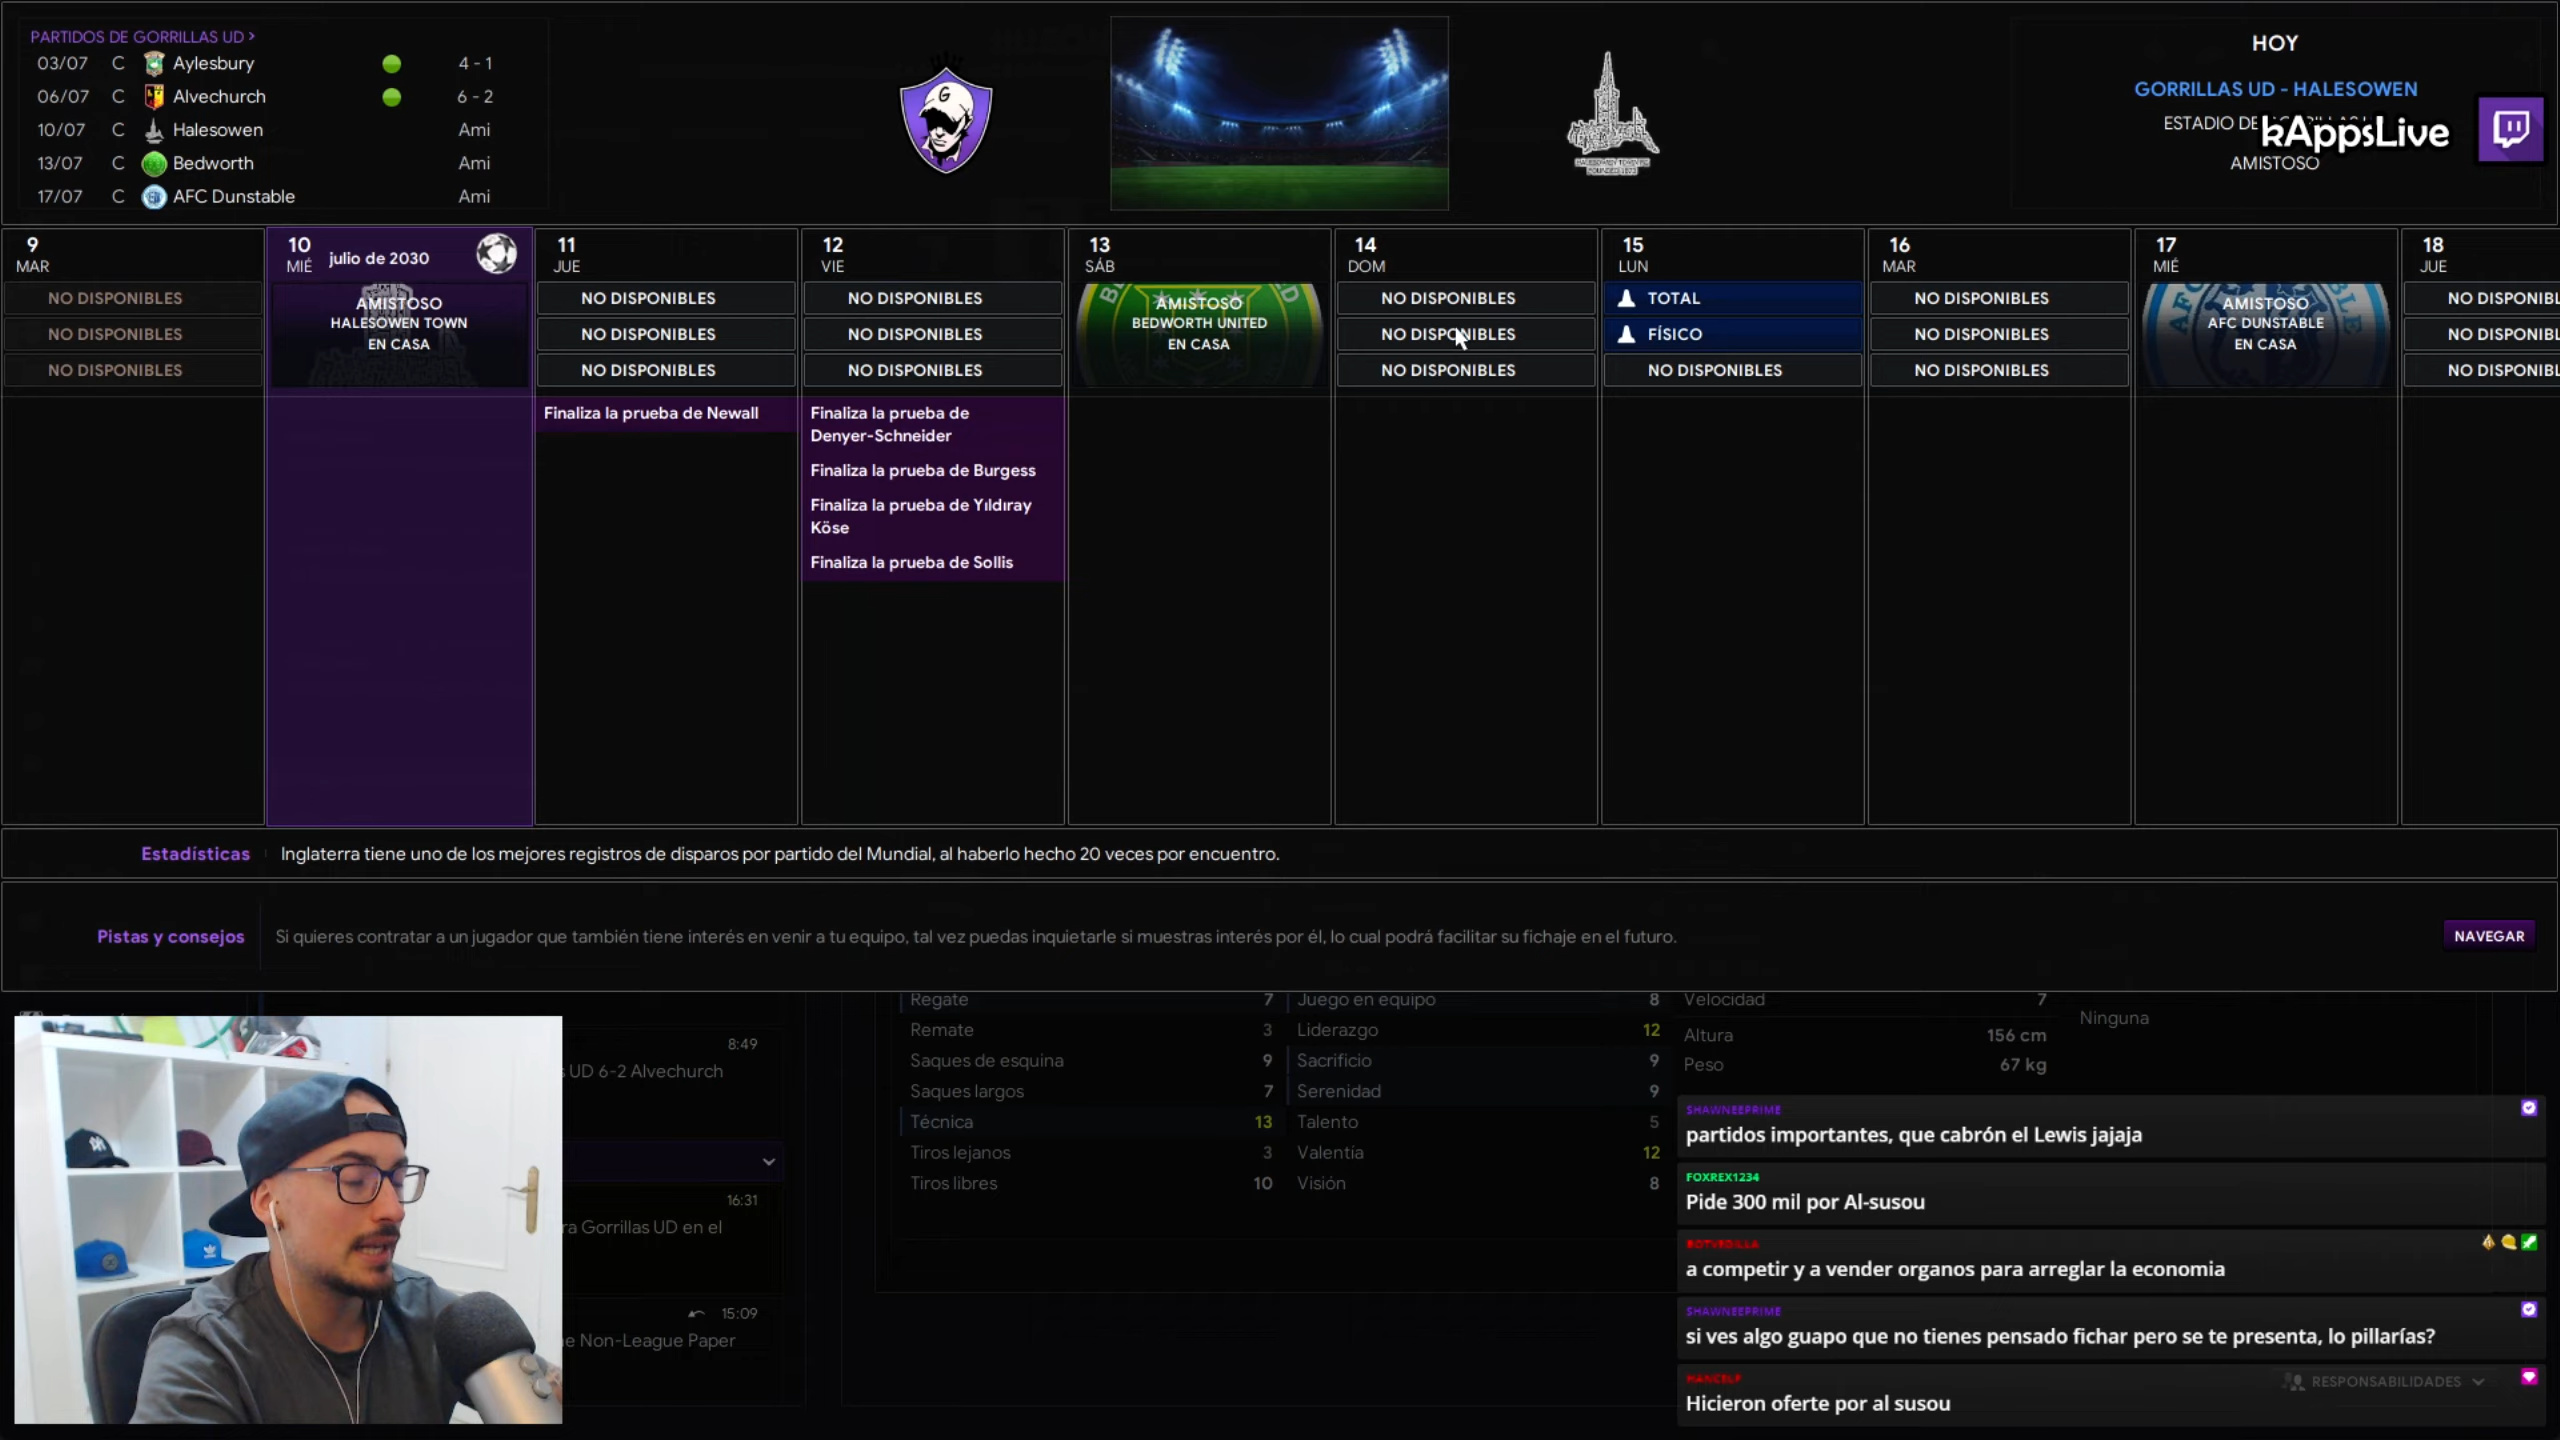 PARTIDOS DE GORRILLAS UD >
03/07 C Aylesbury 4 - 1
06/07 C Alvechurch 6 - 2
10/07 C Halesowen Ami
13/07 C Bedworth Ami
17/07 C AFC Dunstable Ami
HOY
GORRILLAS UD - HALESOWEN
ESTADIO DE
kAppsLive
AMISTOSO
9
MAR
NO DISPONIBLES
NO DISPONIBLES
NO DISPONIBLES
10
MIÉ
julio de 2030
AMISTOSO
HALESOWEN TOWN
EN CASA
11
JUE
NO DISPONIBLES
NO DISPONIBLES
NO DISPONIBLES
Finaliza la prueba de Newall
12
VIE
NO DISPONIBLES
NO DISPONIBLES
NO DISPONIBLES
Finaliza la prueba de
Denyer-Schneider
Finaliza la prueba de Burgess
Finaliza la prueba de Yıldıray
Köse
Finaliza la prueba de Sollis
13
SÁB
AMISTOSO
BEDWORTH UNITED
EN CASA
14
DOM
NO DISPONIBLES
NO DISPONIBLES
NO DISPONIBLES
15
LUN
TOTAL
FÍSICO
NO DISPONIBLES
16
MAR
NO DISPONIBLES
NO DISPONIBLES
NO DISPONIBLES
17
MIÉ
AMISTOSO
AFC DUNSTABLE
EN CASA
18
JUE
NO DISPONIBL
NO DISPONIBL
NO DISPONIBL
Estadísticas Inglaterra tiene uno de los mejores registros de disparos por partido del Mundial, al haberlo hecho 20 veces por encuentro.
Pistas y consejos Si quieres contratar a un jugador que también tiene interés en venir a tu equipo, tal vez puedas inquietarle si muestras interés por él, lo cual podrá facilitar su fichaje en el futuro.
NAVEGAR
Regate 7 Juego en equipo 8 Velocidad 7
Remate 3 Liderazgo 12 Altura 156 cm Ninguna
Saques de esquina 9 Sacrificio 9 Peso 67 kg
Saques largos 7 Serenidad 9
Técnica 13 Talento 5
Tiros lejanos 3 Valentía 12
Tiros libres 10 Visión 8
8:49
UD 6-2 Alvechurch
16:31
ra Gorrillas UD en el
15:09
e Non-League Paper
SHAWNEEPRIME
partidos importantes, que cabrón el Lewis jajaja
FOXREX1234
Pide 300 mil por Al-susou
a competir y a vender organos para arreglar la economia
SHAWNEEPRIME
si ves algo guapo que no tienes pensado fichar pero se te presenta, lo pillarías?
RESPONSABILIDADES
Hicieron oferte por al susou